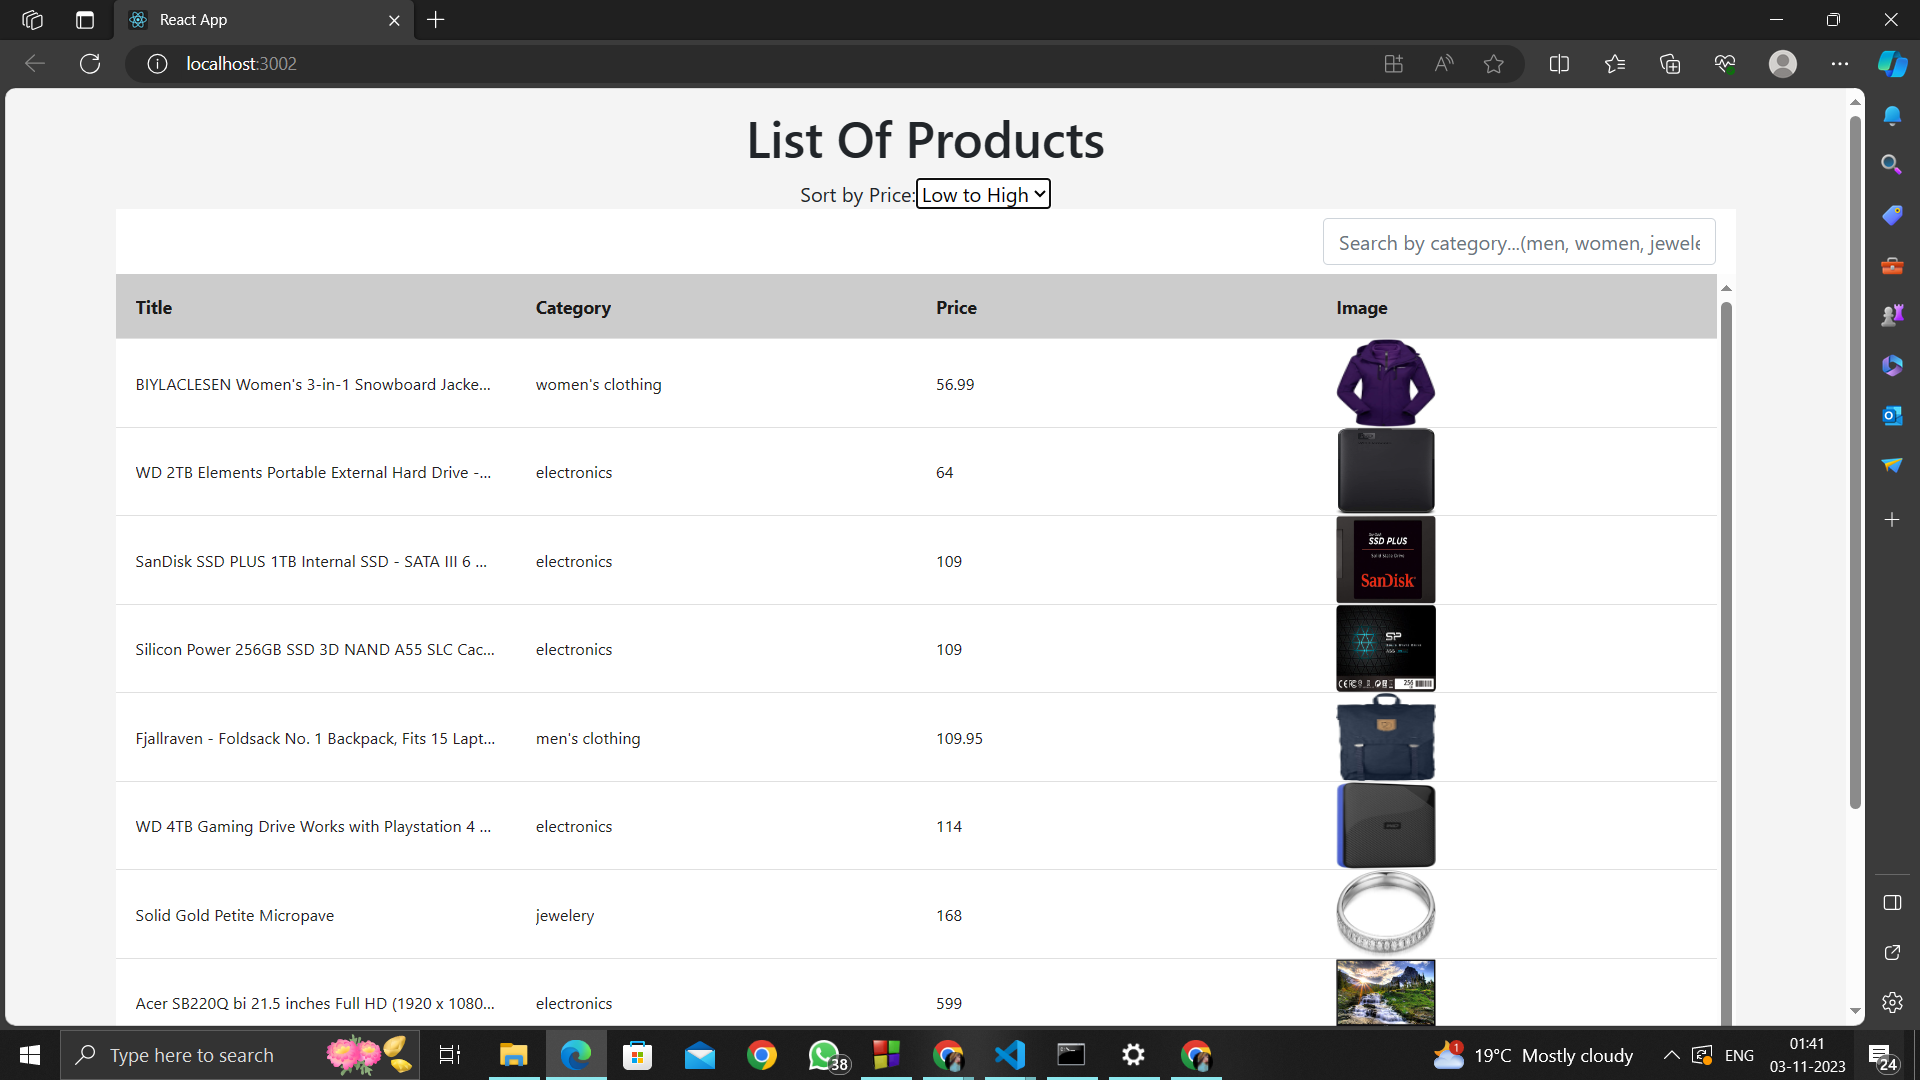 React App
localhost:3002
List Of Products
Sort by Price: Low to High
Search by category...(men, women, jewele
Title Category Price Image
BIYLACLESEN Women's 3-in-1 Snowboard Jacke... women's clothing 56.99
WD 2TB Elements Portable External Hard Drive -... electronics 64
SanDisk SSD PLUS 1TB Internal SSD - SATA III 6 ... electronics 109
SSD PLUS
SanDisk
Silicon Power 256GB SSD 3D NAND A55 SLC Cac... electronics 109
SP
256
Fjallraven - Foldsack No. 1 Backpack, Fits 15 Lapt... men's clothing 109.95
WD 4TB Gaming Drive Works with Playstation 4 ... electronics 114
Solid Gold Petite Micropave jewelery 168
Acer SB220Q bi 21.5 inches Full HD (1920 x 1080... electronics 599
Type here to search
38
1
19°C Mostly cloudy
ENG
01:41
03-11-2023
24